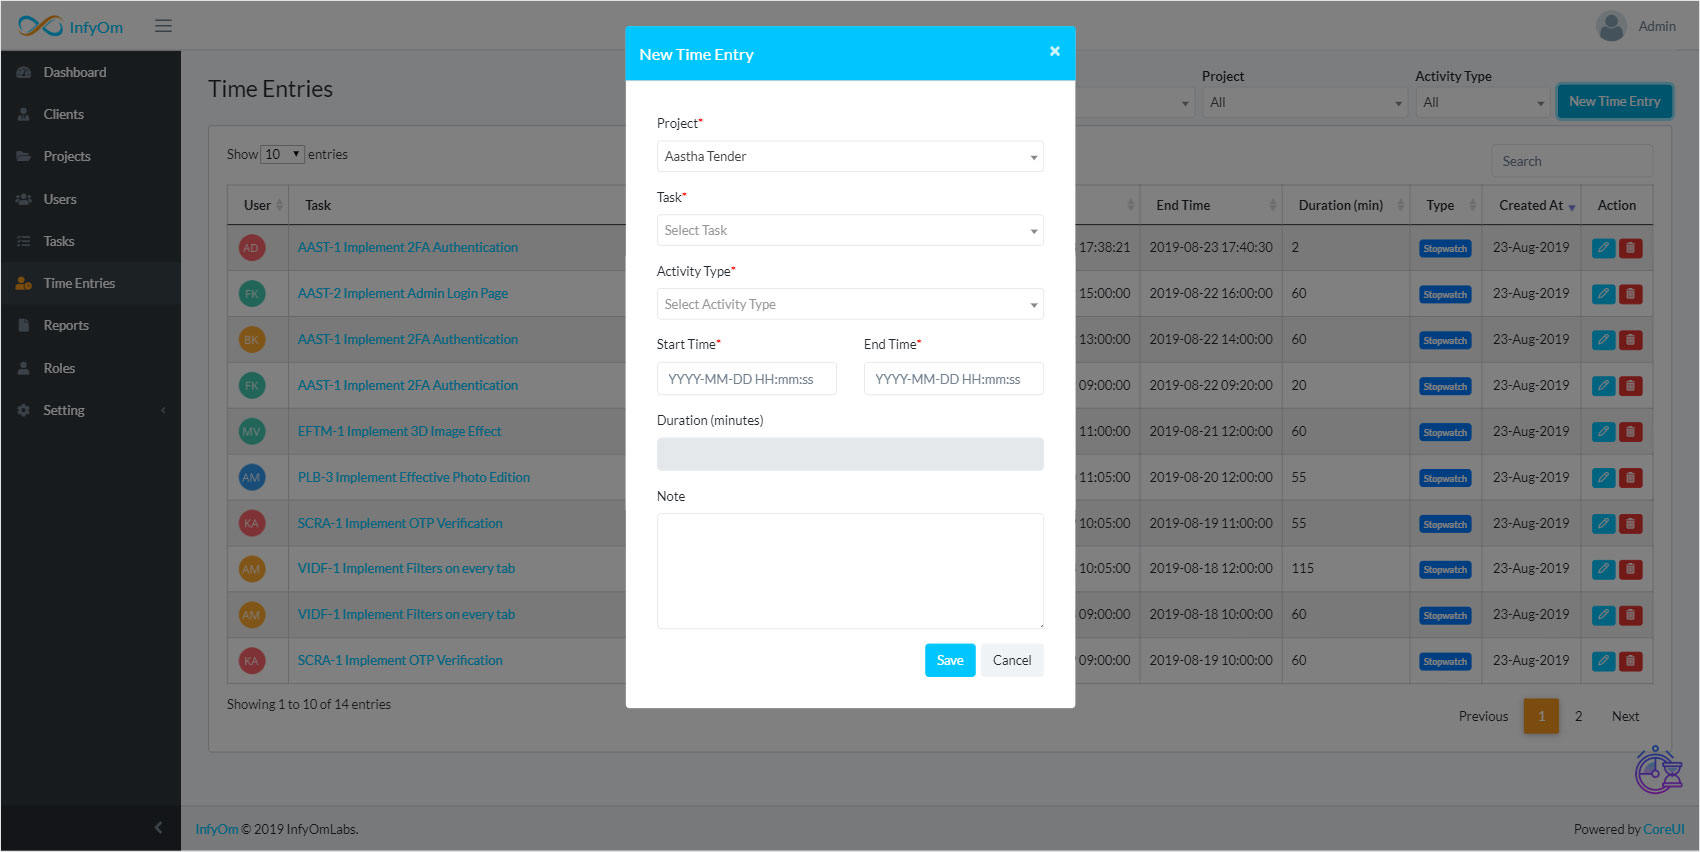 InfyOm
Admin
Dashboard
Clients
Projects
Users
Tasks
Time Entries
Reports
Roles
Setting
Time Entries
Project
All
Activity Type
All
New Time Entry
Show 10 entries
Search
User Task End Time Duration (min) Type Created At Action
AD AAST-1 Implement 2FA Authentication 17:38:21 2019-08-23 17:40:30 2 Stopwatch 23-Aug-2019
FK AAST-2 Implement Admin Login Page 15:00:00 2019-08-22 16:00:00 60 Stopwatch 23-Aug-2019
BK AAST-1 Implement 2FA Authentication 13:00:00 2019-08-22 14:00:00 60 Stopwatch 23-Aug-2019
FK AAST-1 Implement 2FA Authentication 09:00:00 2019-08-22 09:20:00 20 Stopwatch 23-Aug-2019
MV EFTM-1 Implement 3D Image Effect 11:00:00 2019-08-21 12:00:00 60 Stopwatch 23-Aug-2019
AM PLB-3 Implement Effective Photo Edition 11:05:00 2019-08-20 12:00:00 55 Stopwatch 23-Aug-2019
KA SCRA-1 Implement OTP Verification 10:05:00 2019-08-19 11:00:00 55 Stopwatch 23-Aug-2019
AM VIDF-1 Implement Filters on every tab 10:05:00 2019-08-18 12:00:00 115 Stopwatch 23-Aug-2019
AM VIDF-1 Implement Filters on every tab 09:00:00 2019-08-18 10:00:00 60 Stopwatch 23-Aug-2019
KA SCRA-1 Implement OTP Verification 09:00:00 2019-08-19 10:00:00 60 Stopwatch 23-Aug-2019
Showing 1 to 10 of 14 entries
Previous 1 2 Next
New Time Entry ×
Project*
Aastha Tender
Task*
Select Task
Activity Type*
Select Activity Type
Start Time* End Time*
YYYY-MM-DD HH:mm:ss YYYY-MM-DD HH:mm:ss
Duration (minutes)
Note
Save Cancel
InfyOm © 2019 InfyOmLabs.
Powered by CoreUI